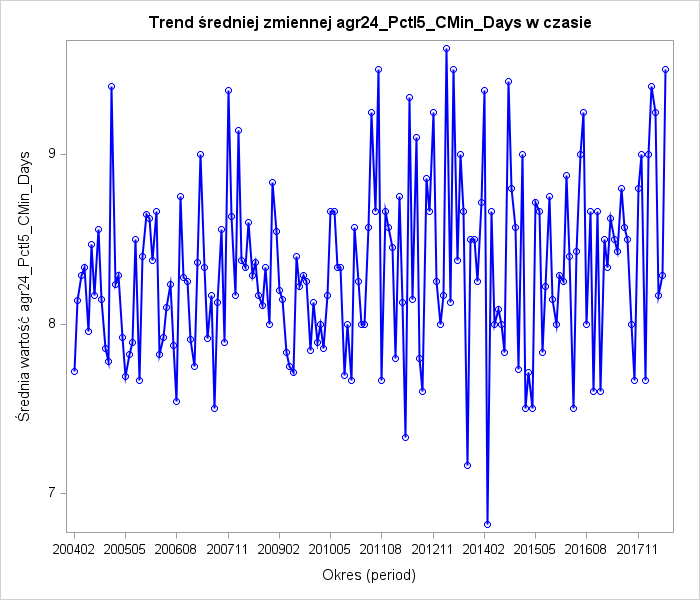 Trend średniej zmiennej agr24_Pctl5_CMin_Days w czasie
Średnia wartość agr24_Pctl5_CMin_Days
9
8
7
200402 200505 200608 200711 200902 201005 201108 201211 201402 201505 201608 201711
Okres (period)